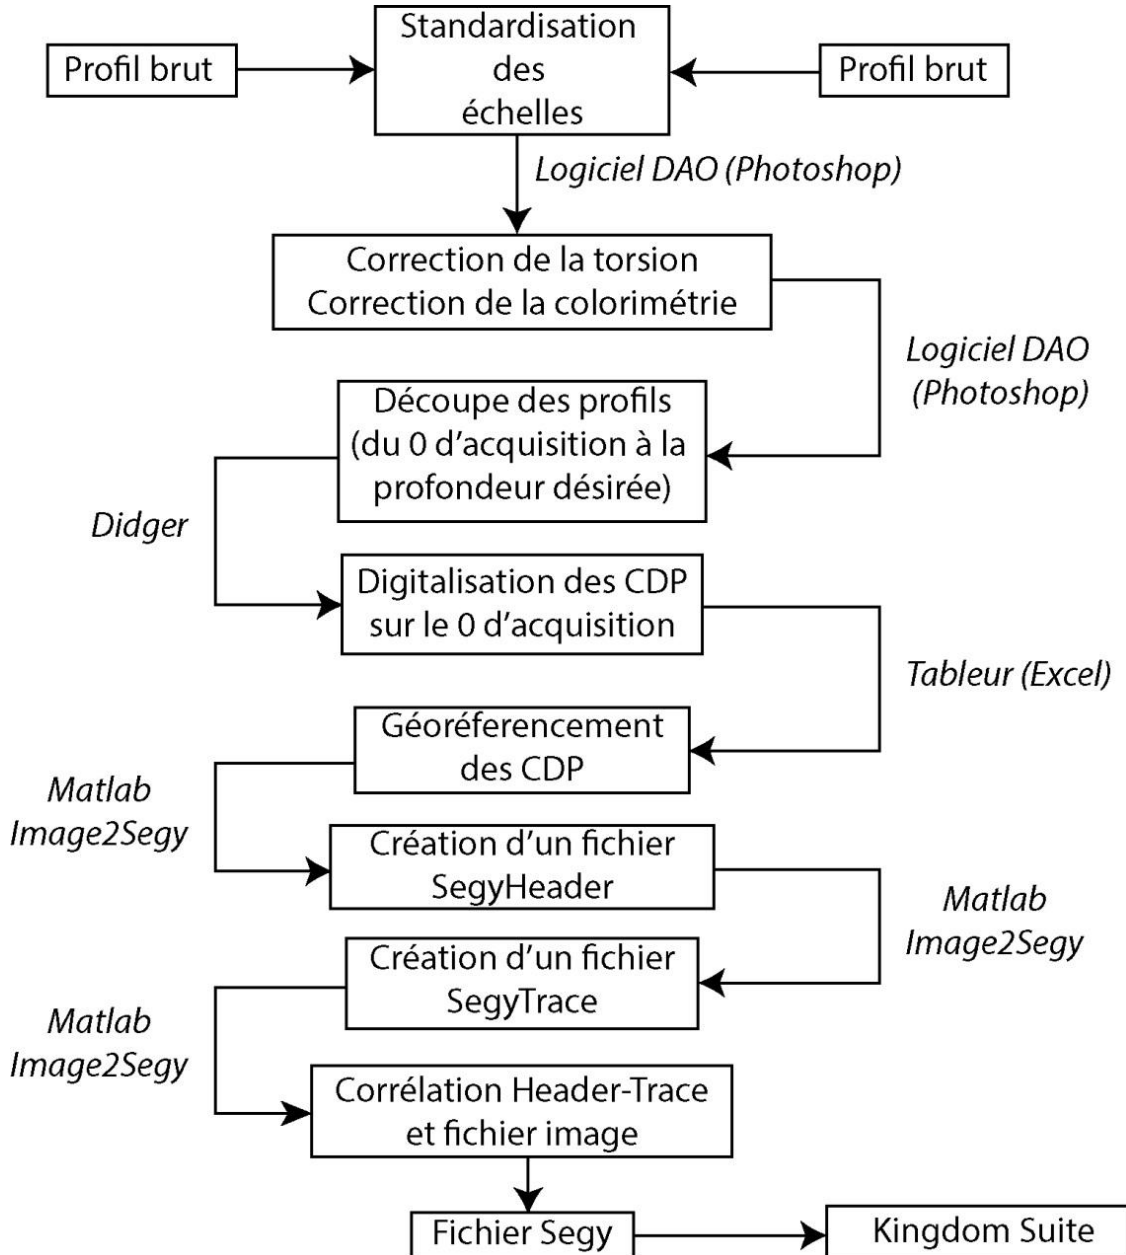 Profil brut
Standardisation
des
échelles
Profil brut
Logiciel DAO (Photoshop)
Correction de la torsion
Correction de la colorimétrie
Logiciel DAO
(Photoshop)
Découpe des profils
(du 0 d'acquisition à la
profondeur désirée)
Didger
Digitalisation des CDP
sur le 0 d'acquisition
Tableur (Excel)
Géoréferencement
des CDP
Matlab
Image2Segy
Création d'un fichier
SegyHeader
Matlab
Image2Segy
Création d'un fichier
SegyTrace
Matlab
Image2Segy
Corrélation Header-Trace
et fichier image
Fichier Segy
Kingdom Suite